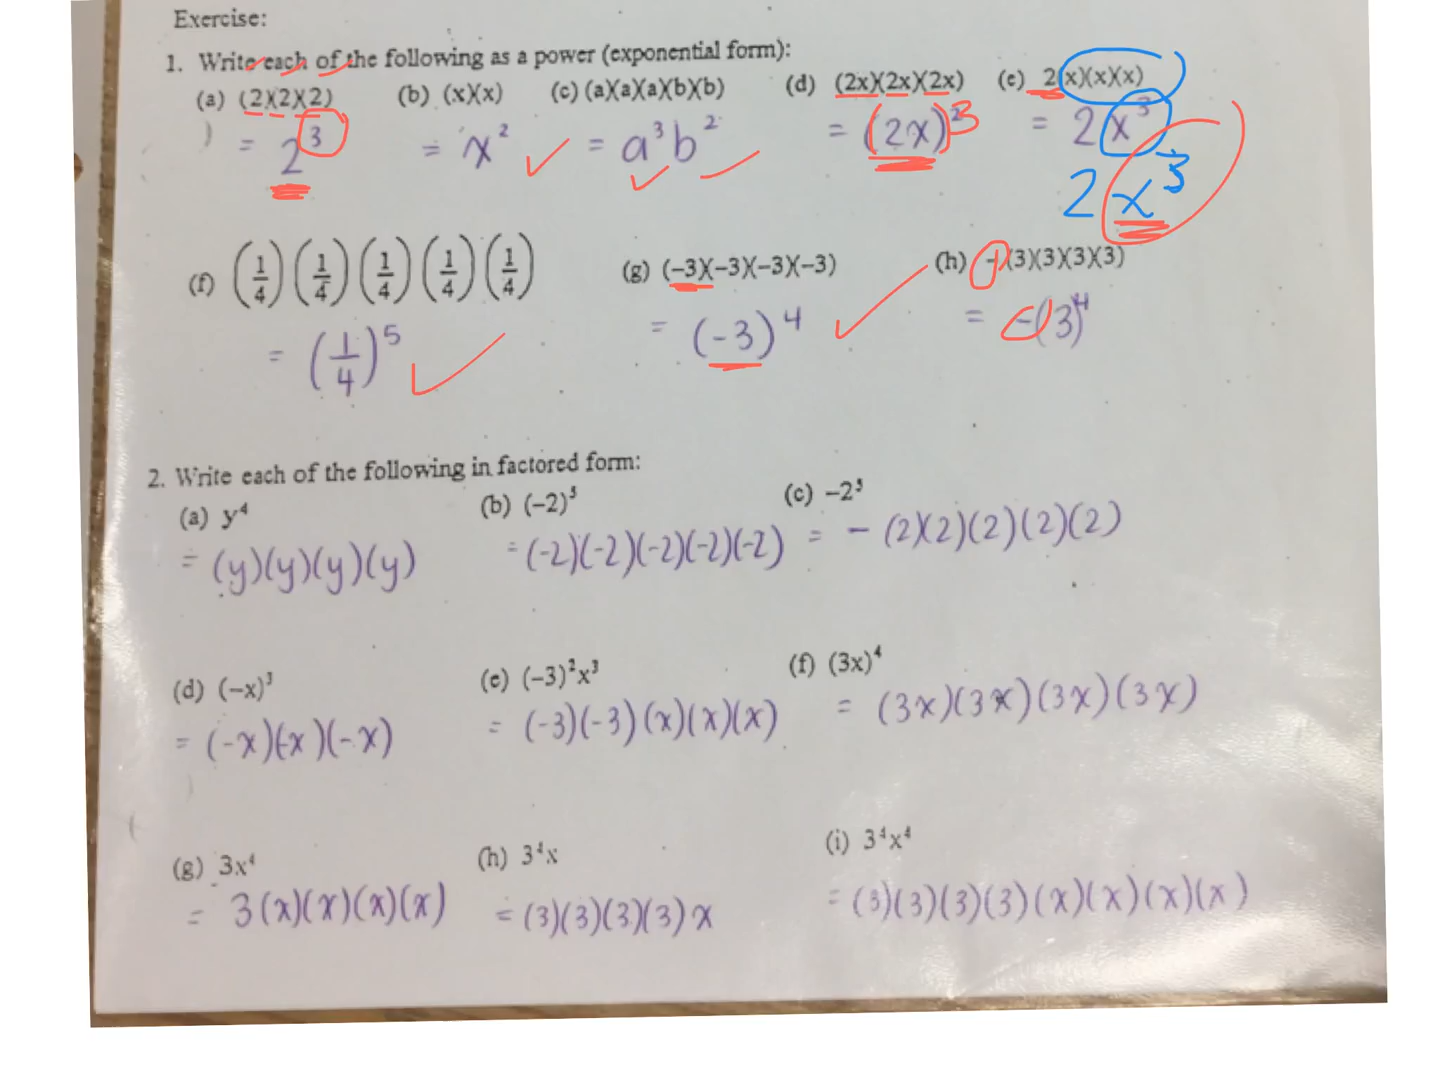 Exercise:
1. Write each of the following as a power (exponential form):
(a) (2)(2)(2) (b) (x)(x) (c) (a)(a)(a)(b)(b) (d) (2x)(2x)(2x) (e) 2(x)(x)(x)
= 2³ = x² = a³b² = (2x)³ = 2x³
2x³
(f) (1/4)(1/4)(1/4)(1/4)(1/4) (g) (−3)(−3)(−3)(−3) (h) −(3)(3)(3)(3)
= (1/4)⁵ = (-3)⁴ = -(3)⁴
2. Write each of the following in factored form:
(a) y⁴ (b) (−2)⁵ (c) −2⁵
= (y)(y)(y)(y) = (-2)(-2)(-2)(-2)(-2) = - (2)(2)(2)(2)(2)
(d) (−x)³ (e) (−3)²x³ (f) (3x)⁴
= (-x)(-x)(-x) = (-3)(-3)(x)(x)(x) = (3x)(3x)(3x)(3x)
(g) 3x⁴ (h) 3⁴x (i) 3⁴x⁴
= 3(x)(x)(x)(x) = (3)(3)(3)(3)x = (3)(3)(3)(3)(x)(x)(x)(x)